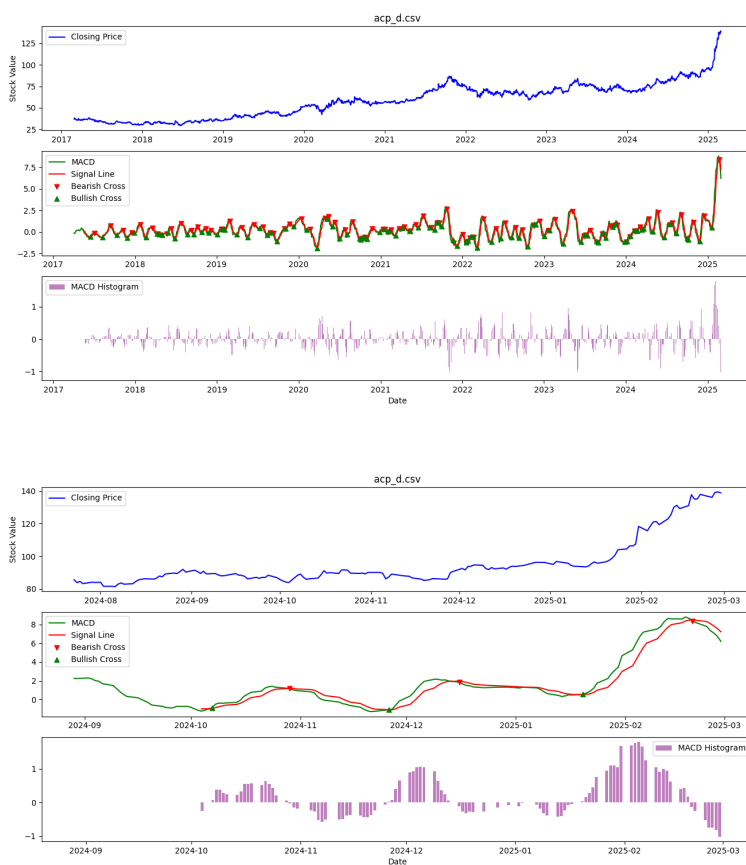 acp_d.csv
Closing Price
Stock Value
125
100
75
50
25
2017 2018 2019 2020 2021 2022 2023 2024 2025
MACD
Signal Line
Bearish Cross
Bullish Cross
7.5
5.0
2.5
0.0
−2.5
2017 2018 2019 2020 2021 2022 2023 2024 2025
MACD Histogram
1
0
−1
2017 2018 2019 2020 2021 2022 2023 2024 2025
Date
acp_d.csv
Closing Price
Stock Value
140
120
100
80
2024-08 2024-09 2024-10 2024-11 2024-12 2025-01 2025-02 2025-03
MACD
Signal Line
Bearish Cross
Bullish Cross
8
6
4
2
0
2024-09 2024-10 2024-11 2024-12 2025-01 2025-02 2025-03
MACD Histogram
1
0
−1
2024-09 2024-10 2024-11 2024-12 2025-01 2025-02 2025-03
Date